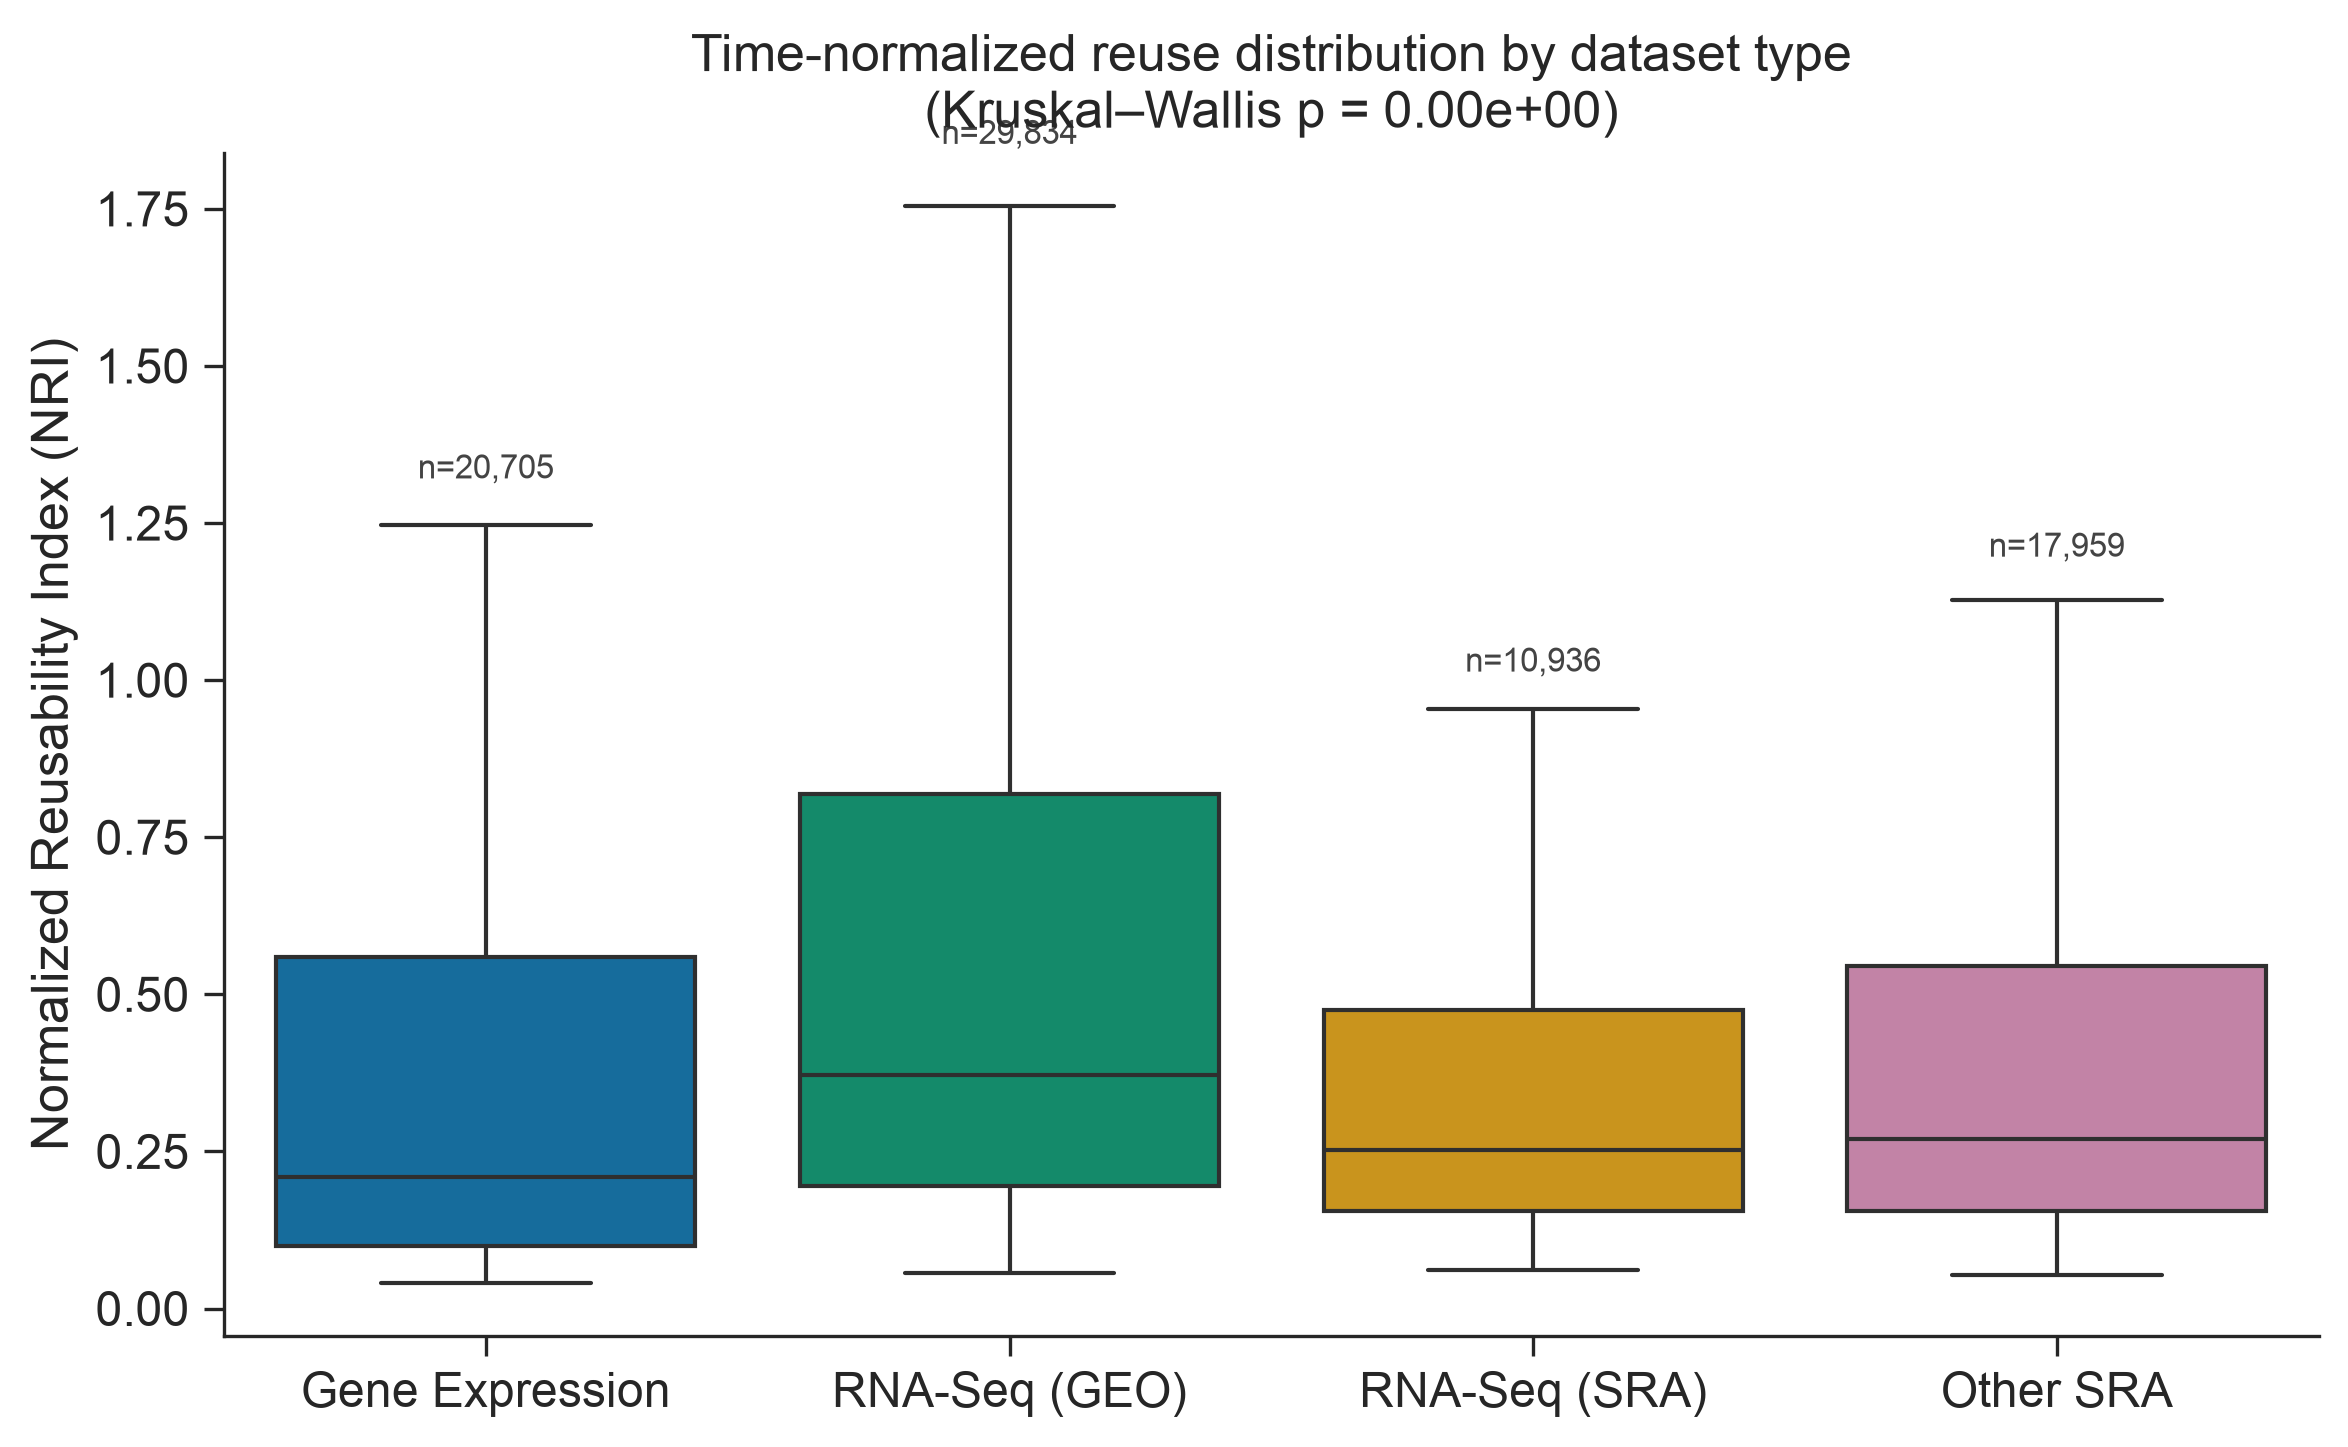 Time-normalized reuse distribution by dataset type
(Kruskal–Wallis p = 0.00e+00)
n=29,834
1.75
1.50
n=20,705
1.25
n=17,959
1.00
n=10,936
0.75
0.50
0.25
0.00
Normalized Reusability Index (NRI)
Gene Expression
RNA-Seq (GEO)
RNA-Seq (SRA)
Other SRA